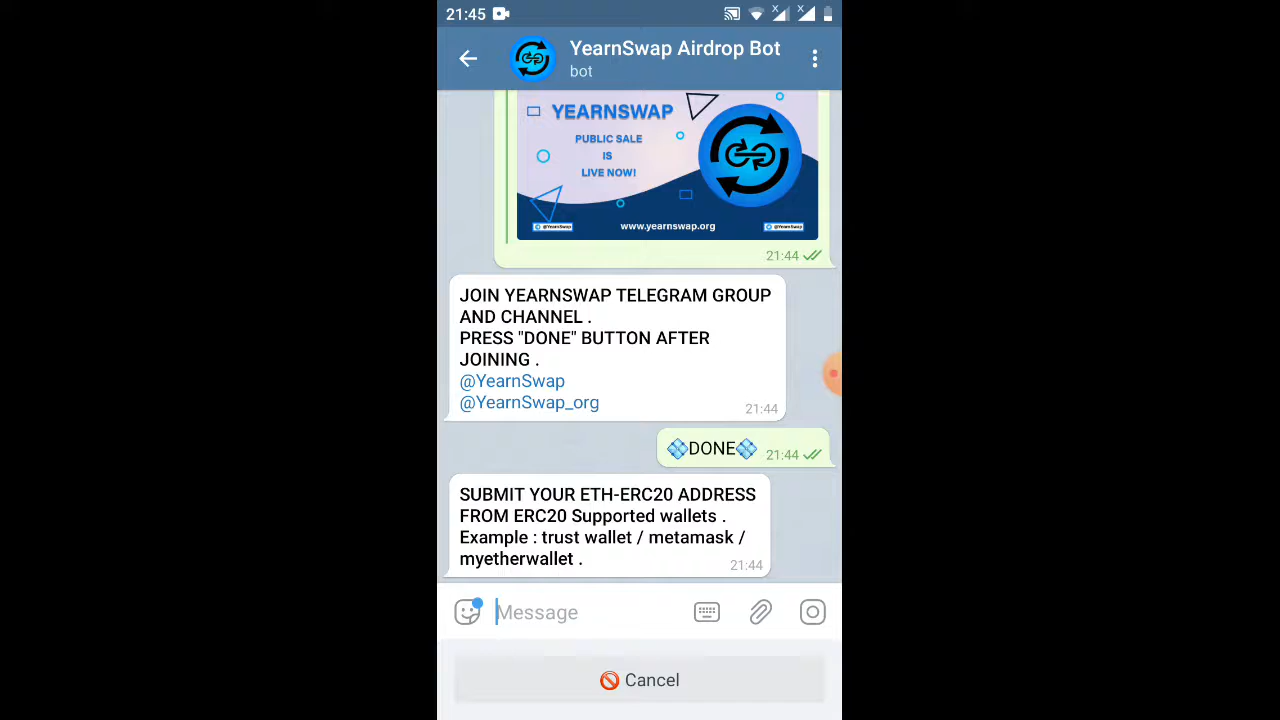 21:45
YearnSwap Airdrop Bot
bot
YEARNSWAP
PUBLIC SALE
IS
LIVE NOW!
@YearnSwap
www.yearnswap.org
@YearnSwap
21:44
JOIN YEARNSWAP TELEGRAM GROUP
AND CHANNEL .
PRESS "DONE" BUTTON AFTER
JOINING .
@YearnSwap
@YearnSwap_org
21:44
💠DONE💠
21:44
SUBMIT YOUR ETH-ERC20 ADDRESS
FROM ERC20 Supported wallets .
Example : trust wallet / metamask /
myetherwallet .
21:44
Message
🚫 Cancel